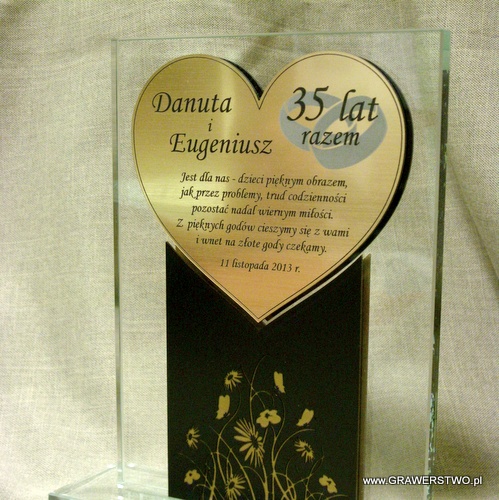 Danuta
i
Eugeniusz
35 lat
razem
Jest dla nas - dzieci pięknym obrazem,
jak przez problemy, trud codzienności
pozostać nadal wiernym miłości.
Z pięknych godów cieszymy się z wami
i wnet na złote gody czekamy.
11 listopada 2013 r.
www.GRAWERSTWO.pl